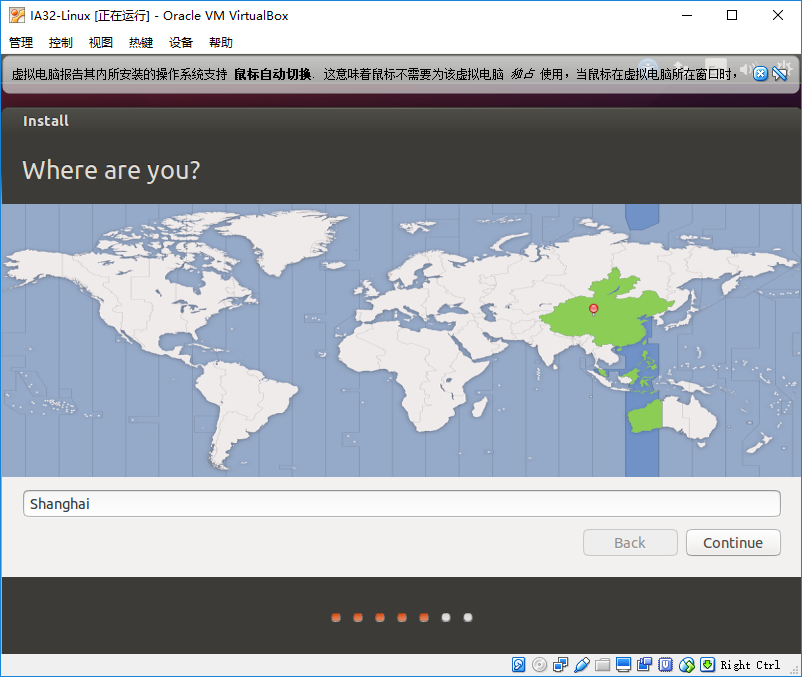 IA32-Linux [正在运行] - Oracle VM VirtualBox
管理 控制 视图 热键 设备 帮助
虚拟电脑报告其内所安装的操作系统支持 鼠标自动切换. 这意味着鼠标不需要为该虚拟电脑 独占 使用，当鼠标在虚拟电脑所在窗口时，
Install
Where are you?
Shanghai
Back Continue
Right Ctrl